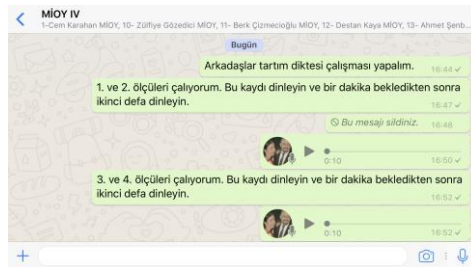 MİOY IV
1-Cem Karahan MİOY, 10- Zülfiye Gözedici MİOY, 11- Berk Çizmecioğlu MİOY, 12- Destan Kaya MİOY, 13- Ahmet Şenb...
Bugün
Arkadaşlar tartım diktesi çalışması yapalım. 16:44
1. ve 2. ölçüleri çalıyorum. Bu kaydı dinleyin ve bir dakika bekledikten sonra
ikinci defa dinleyin. 16:47
Bu mesajı sildiniz. 16:48
0:10 16:50
3. ve 4. ölçüleri çalıyorum. Bu kaydı dinleyin ve bir dakika bekledikten sonra
ikinci defa dinleyin. 16:52
0:10 16:52